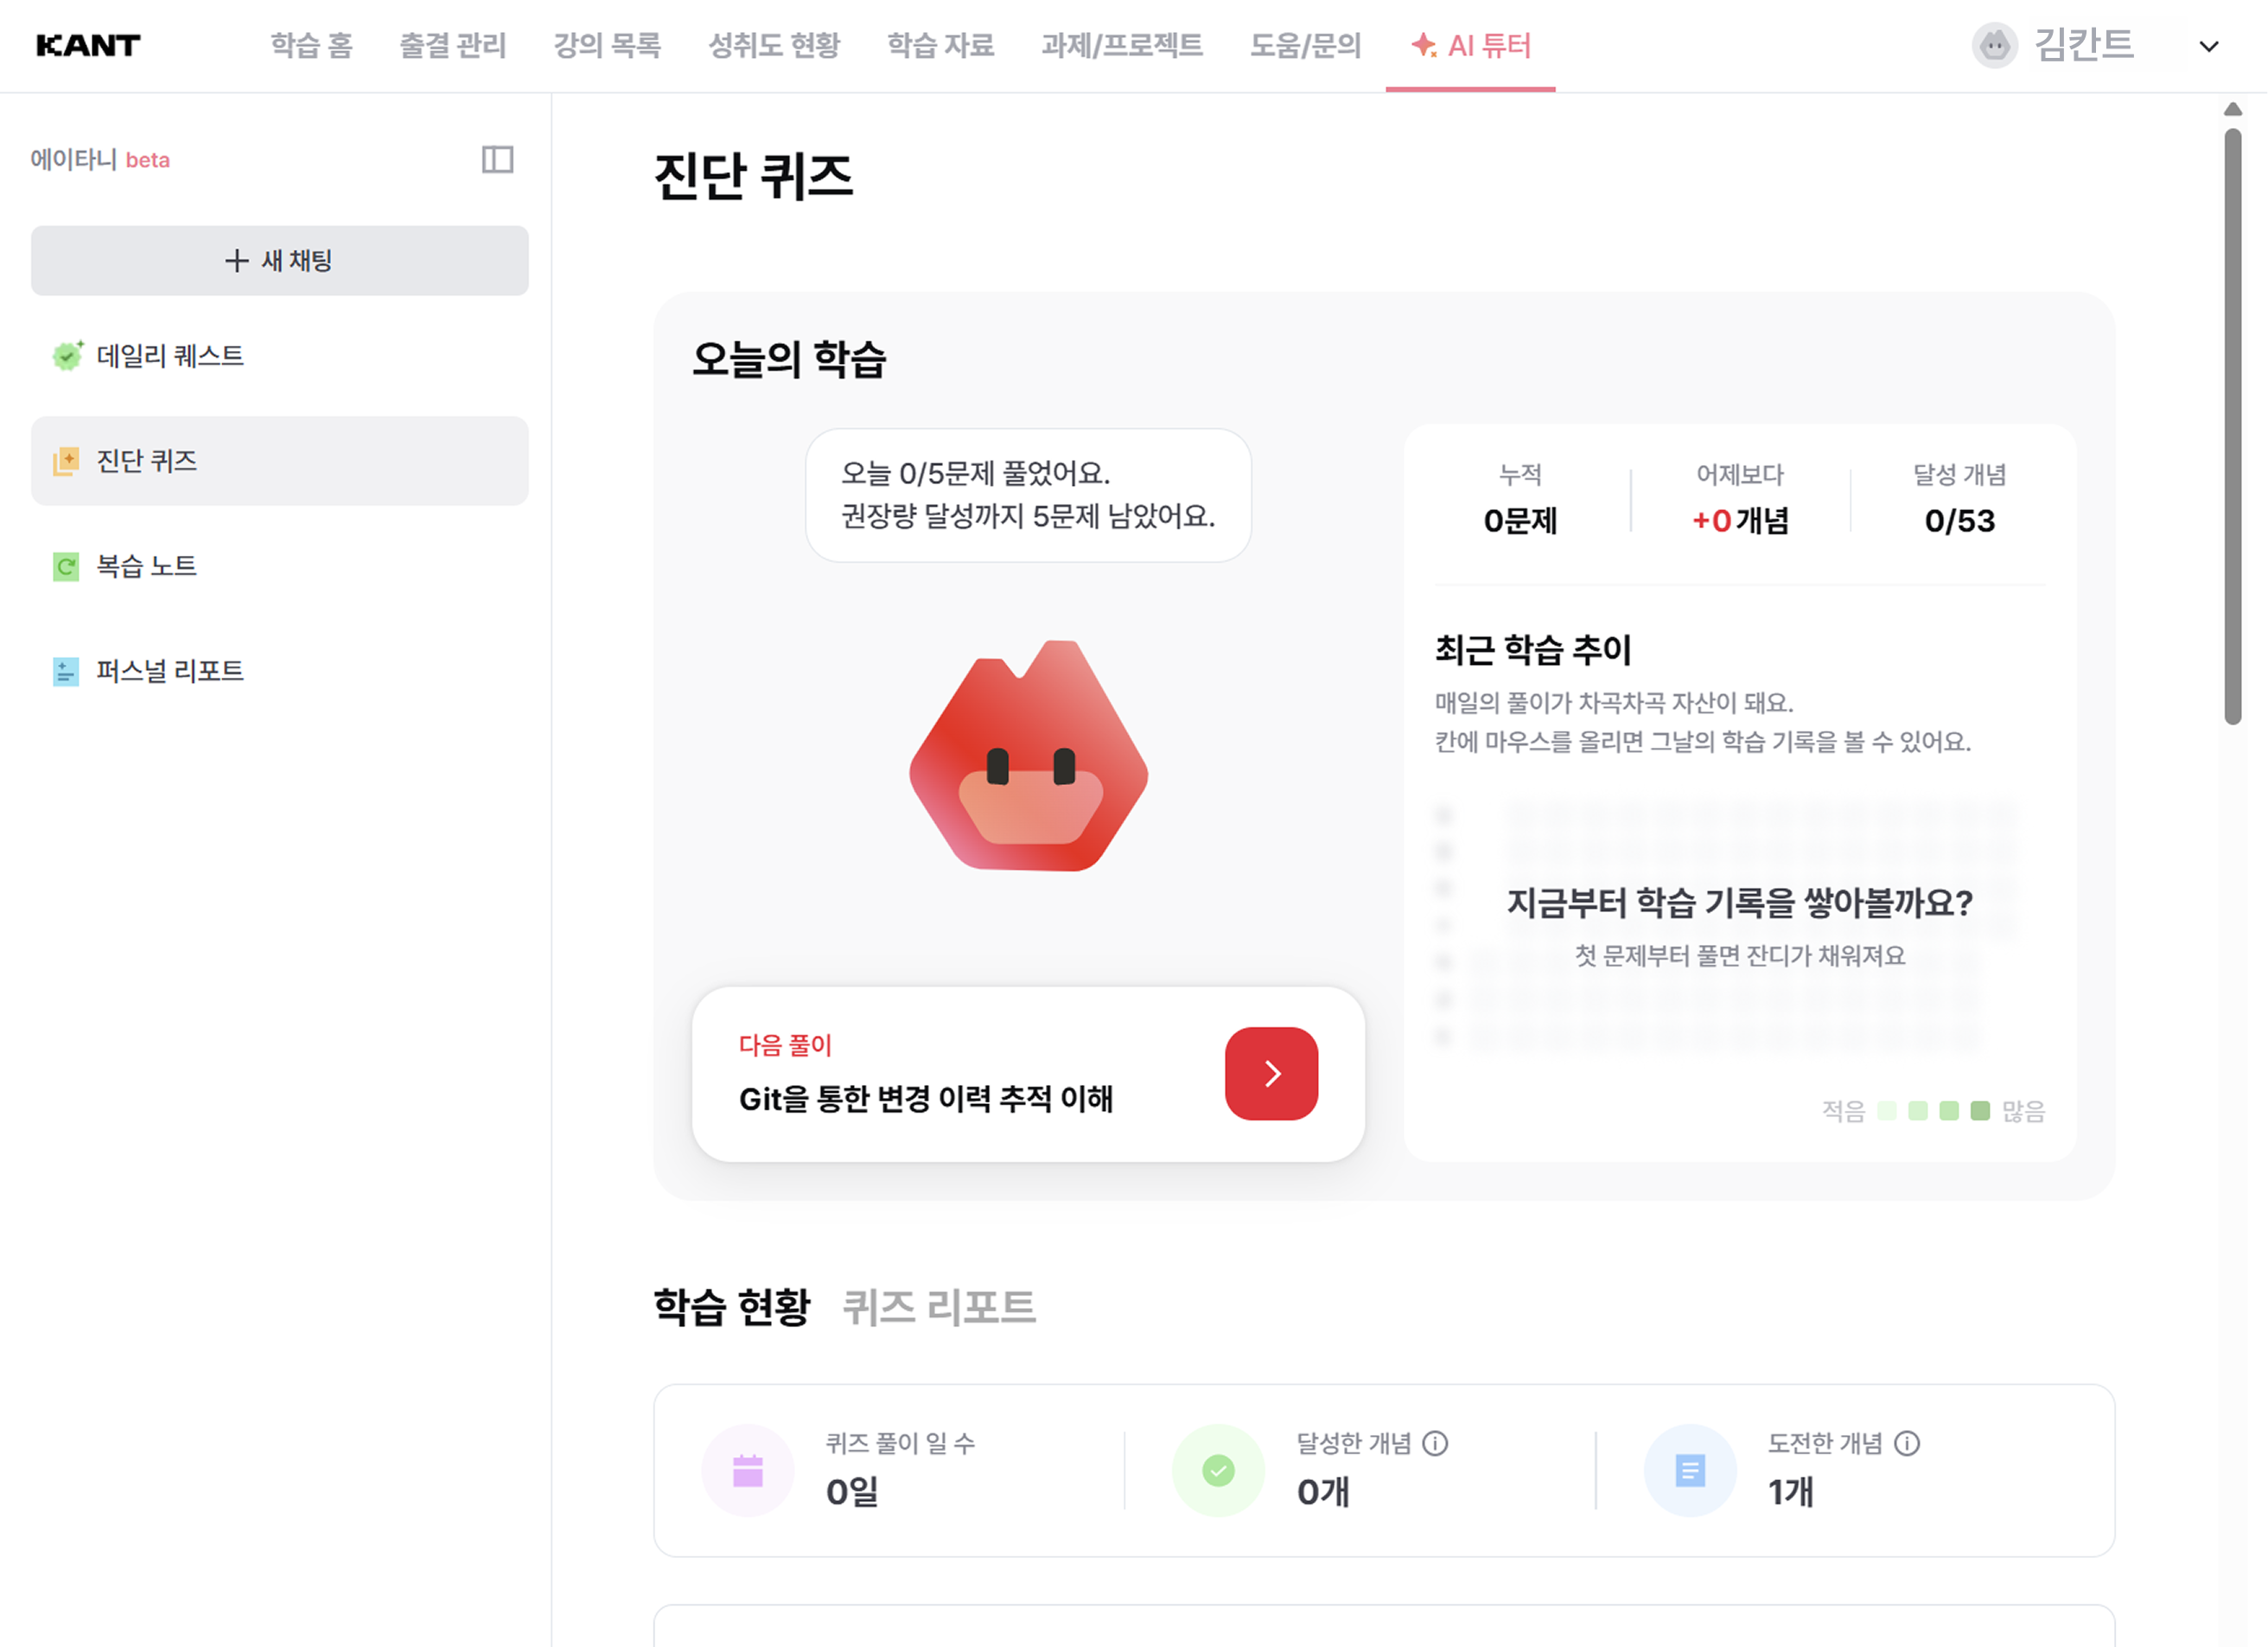 KANT
학습 홈
출결 관리
강의 목록
성취도 현황
학습 자료
과제/프로젝트
도움/문의
AI 튜터
김칸트
에이타니 beta
+ 새 채팅
데일리 퀘스트
진단 퀴즈
복습 노트
퍼스널 리포트
진단 퀴즈
오늘의 학습
오늘 0/5문제 풀었어요.
권장량 달성까지 5문제 남았어요.
다음 풀이
Git을 통한 변경 이력 추적 이해
누적
0문제
어제보다
+0개념
달성 개념
0/53
최근 학습 추이
매일의 풀이가 차곡차곡 자산이 돼요.
칸에 마우스를 올리면 그날의 학습 기록을 볼 수 있어요.
지금부터 학습 기록을 쌓아볼까요?
첫 문제부터 풀면 잔디가 채워져요
적음
많음
학습 현황
퀴즈 리포트
퀴즈 풀이 일 수
0일
달성한 개념
0개
도전한 개념
1개